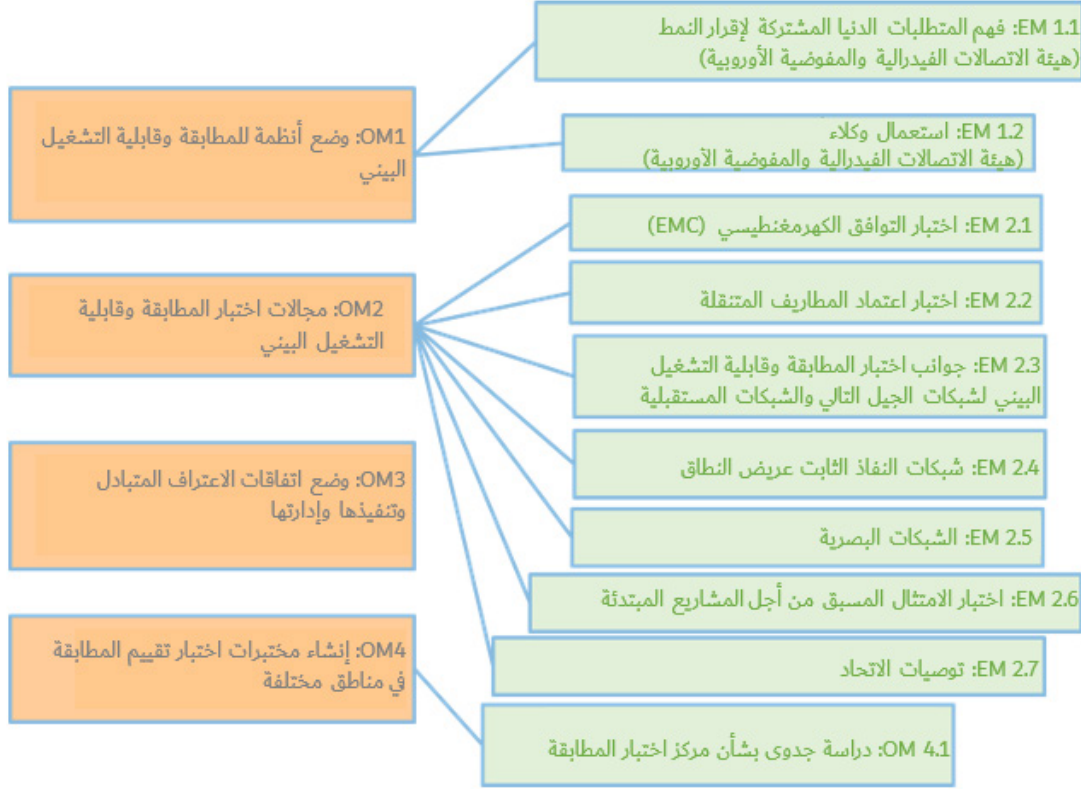 EM 1.1: فهم المتطلبات الدنيا المشتركة لإقرار النمط
(هيئة الاتصالات الفيدرالية والمفوضية الأوروبية)
OM1: وضع أنظمة للمطابقة وقابلية التشغيل
البيني
EM 1.2: استعمال وكلاء
(هيئة الاتصالات الفيدرالية والمفوضية الأوروبية)
EM 2.1: اختبار التوافق الكهرمغنطيسي (EMC)
OM2: مجالات اختبار المطابقة وقابلية
التشغيل البيني
EM 2.2: اختبار اعتماد المطاريف المتنقلة
EM 2.3: جوانب اختبار المطابقة وقابلية التشغيل
البيني لشبكات الجيل التالي والشبكات المستقبلية
EM 2.4: شبكات النفاذ الثابت عريض النطاق
OM3: وضع اتفاقات الاعتراف المتبادل
وتنفيذها وإدارتها
EM 2.5: الشبكات البصرية
EM 2.6: اختبار الامتثال المسبق من أجل المشاريع المبتدئة
OM4: إنشاء مختبرات اختبار تقييم المطابقة
في مناطق مختلفة
EM 2.7: توصيات الاتحاد
OM 4.1: دراسة جدوى بشأن مركز اختبار المطابقة